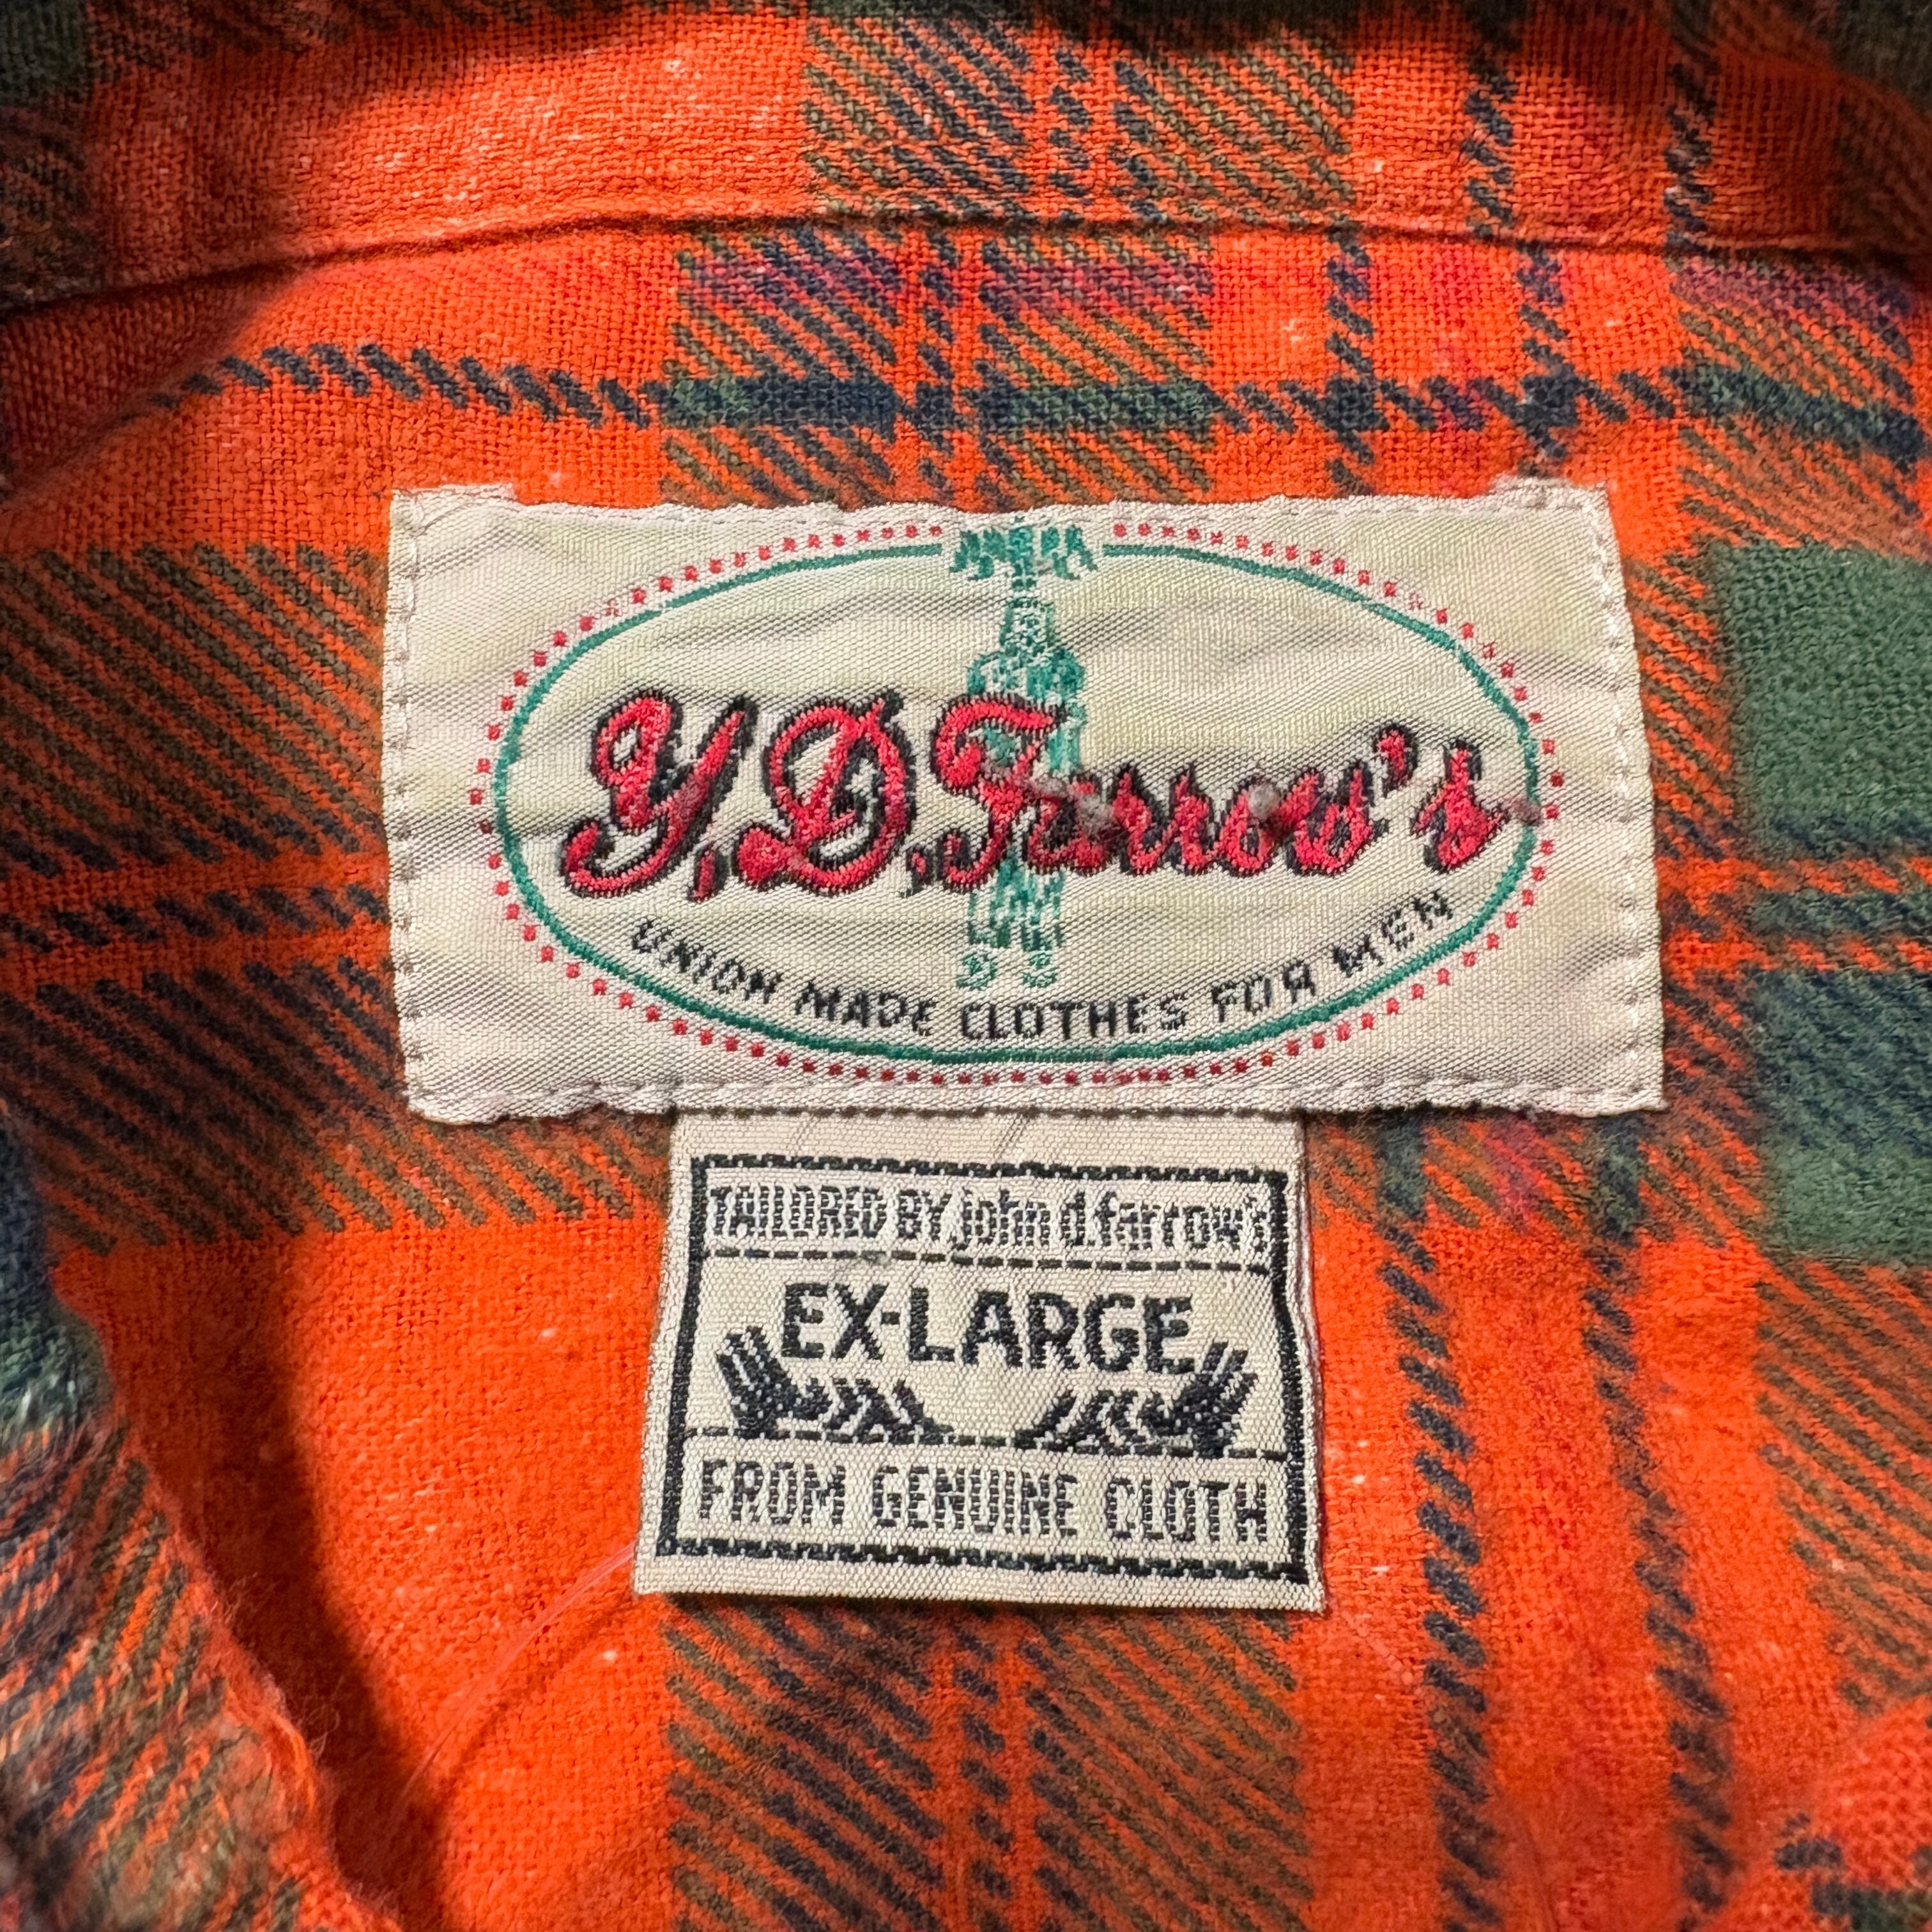 Y,D,Farrow's
UNION MADE CLOTHES FOR MEN
TAILORED BY john d.farrow's
EX-LARGE
FROM GENUINE CLOTH